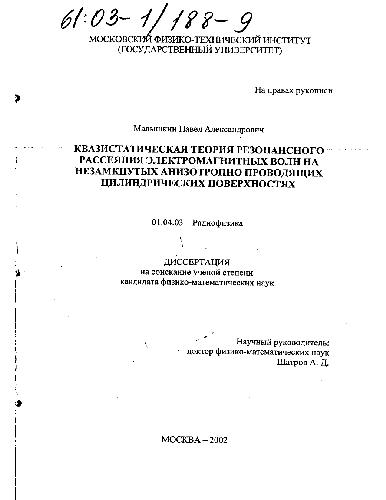 61:03-1/188-9
МОСКОВСКИЙ ФИЗИКО-ТЕХНИЧЕСКИЙ ИНСТИТУТ
(ГОСУДАРСТВЕННЫЙ УНИВЕРСИТЕТ)
На правах рукописи
Малышкин Павел Александрович
КВАЗИСТАТИЧЕСКАЯ ТЕОРИЯ РЕЗОНАНСНОГО
РАССЕЯНИЯ ЭЛЕКТРОМАГНИТНЫХ ВОЛН НА
НЕЗАМКНУТЫХ АНИЗОТРОПНО ПРОВОДЯЩИХ
ЦИЛИНДРИЧЕСКИХ ПОВЕРХНОСТЯХ
01.04.03 Радиофизика
ДИССЕРТАЦИЯ
на соискание ученой степени
кандидата физико-математических наук
Научный руководитель:
доктор физико-математических наук
Шатров А. Д.
МОСКВА – 2002